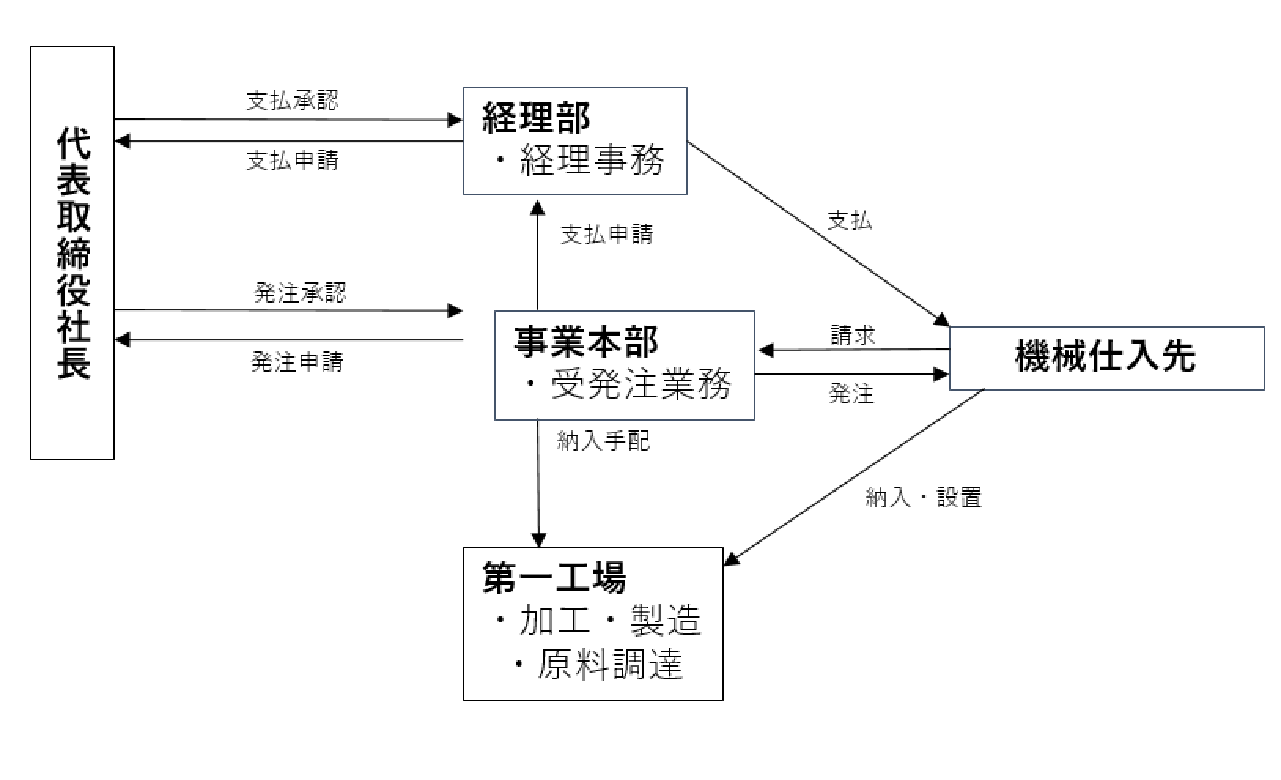 代表取締役社長
支払承認
支払申請
経理部
・経理事務
支払申請
支払
発注承認
発注申請
事業本部
・受発注業務
請求
発注
機械仕入先
納入手配
納入・設置
第一工場
・加工・製造
・原料調達